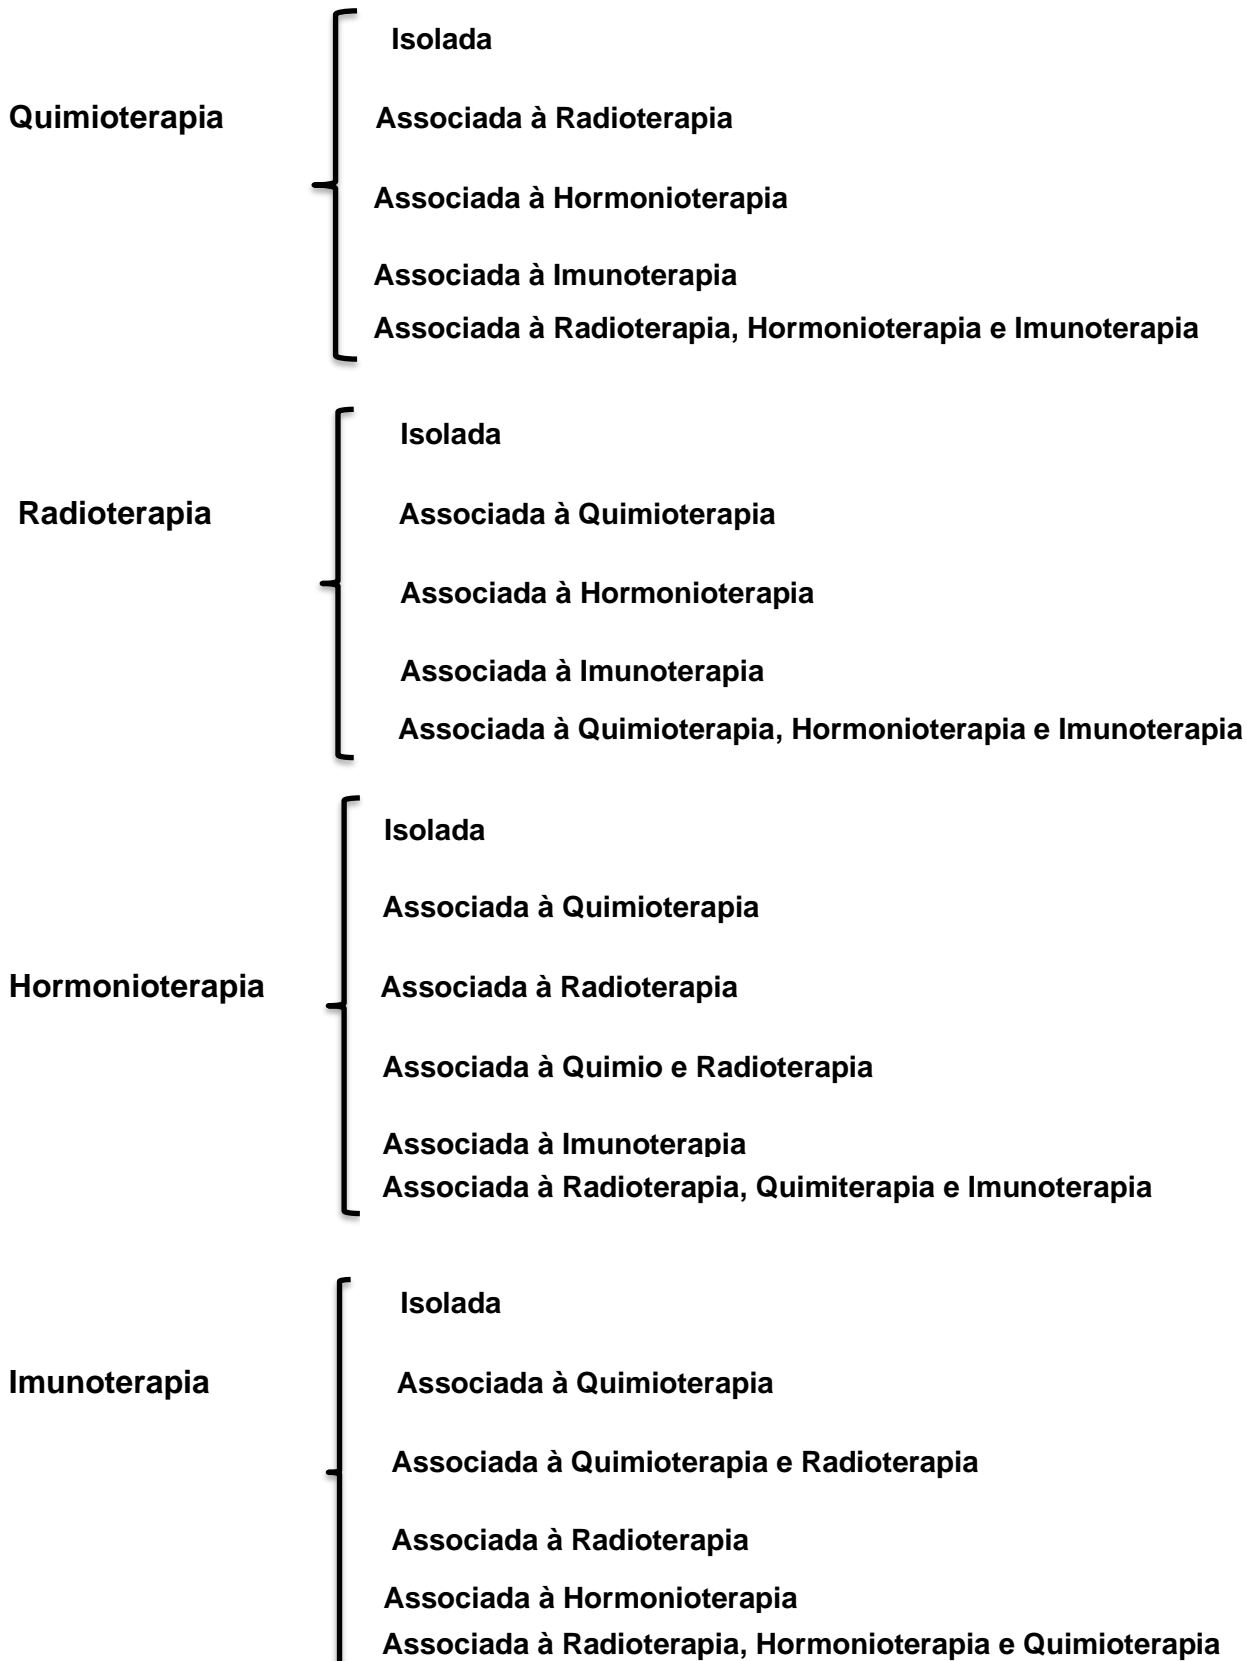 Isolada
Quimioterapia
Associada à Radioterapia
Associada à Hormonioterapia
Associada à Imunoterapia
Associada à Radioterapia, Hormonioterapia e Imunoterapia
Isolada
Radioterapia
Associada à Quimioterapia
Associada à Hormonioterapia
Associada à Imunoterapia
Associada à Quimioterapia, Hormonioterapia e Imunoterapia
Isolada
Associada à Quimioterapia
Hormonioterapia
Associada à Radioterapia
Associada à Quimio e Radioterapia
Associada à Imunoterapia
Associada à Radioterapia, Quimiterapia e Imunoterapia
Isolada
Imunoterapia
Associada à Quimioterapia
Associada à Quimioterapia e Radioterapia
Associada à Radioterapia
Associada à Hormonioterapia
Associada à Radioterapia, Hormonioterapia e Quimioterapia